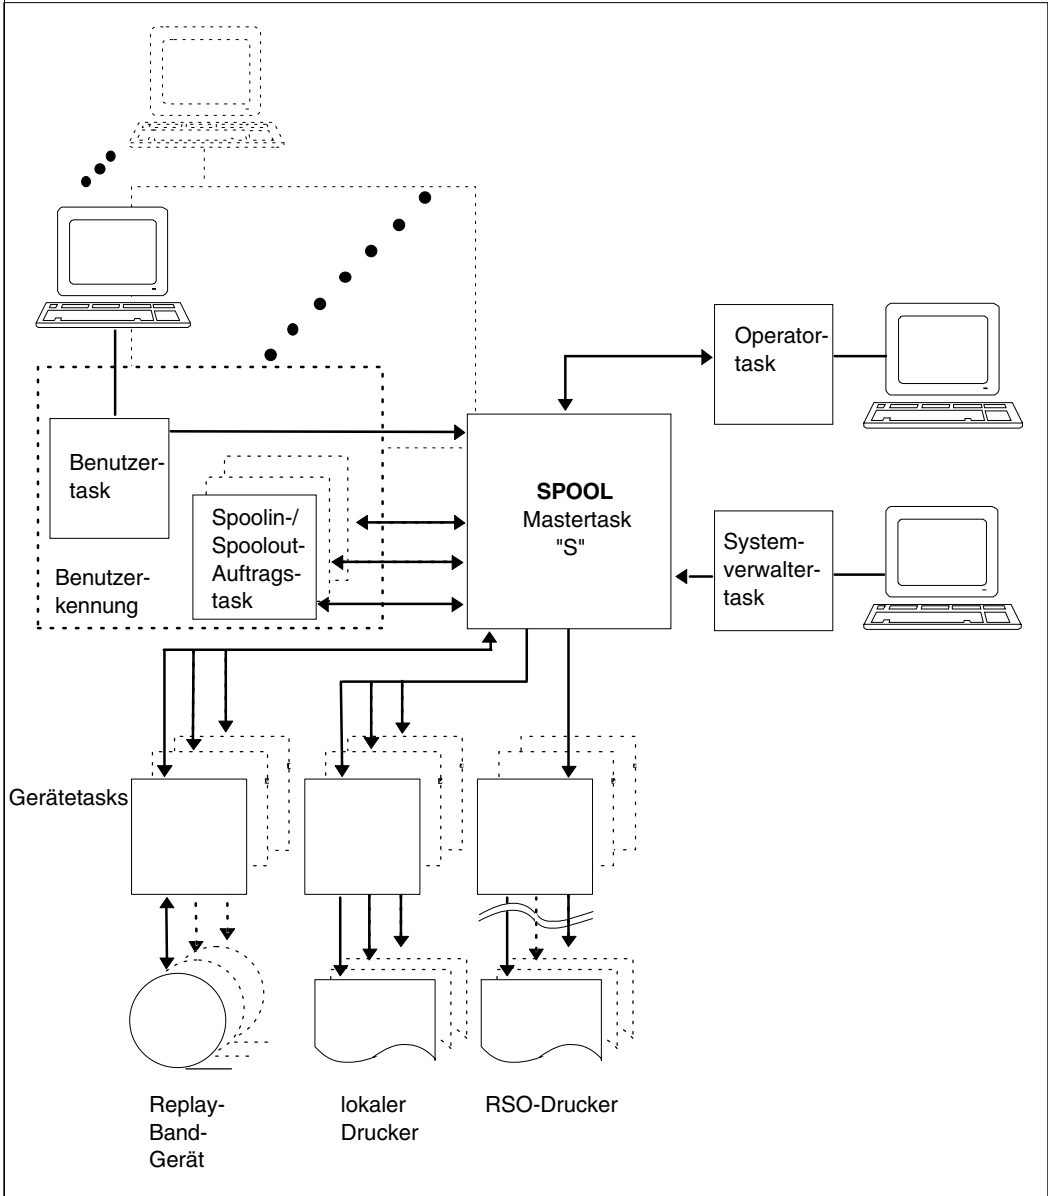 Operator-
task
Benutzer-
task
SPOOL
Mastertask
"S"
Spoolin-/
Spoolout-
Auftrags-
task
System-
verwalter-
task
Benutzer-
kennung
Gerätetasks
Replay-
Band-
Gerät
lokaler
Drucker
RSO-Drucker